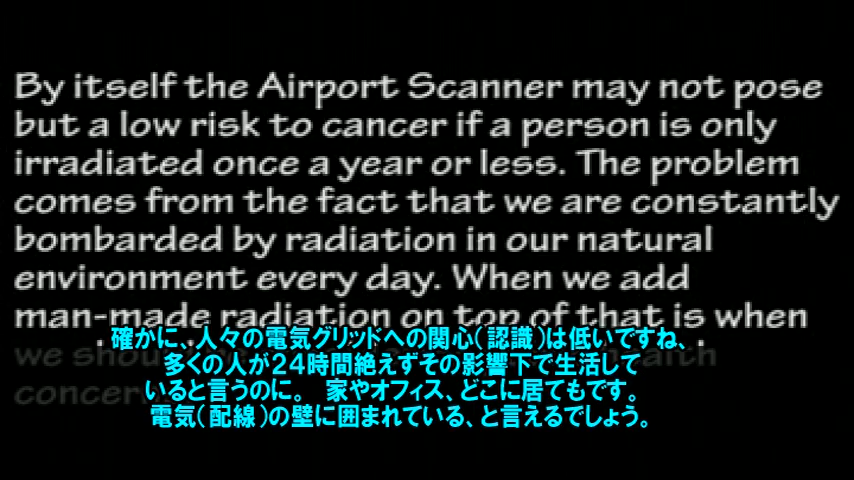 By itself the Airport Scanner may not pose
but a low risk to cancer if a person is only
irradiated once a year or less. The problem
comes from the fact that we are constantly
bombarded by radiation in our natural
environment every day. When we add
man-made radiation on top of that is when
we
確かに、人々の電気グリッドへの関心(認識)は低いですね、
多くの人が24時間絶えずその影響下で生活して
いると言うのに。 家やオフィス、どこに居てもです。
電気(配線)の壁に囲まれている、と言えるでしょう。